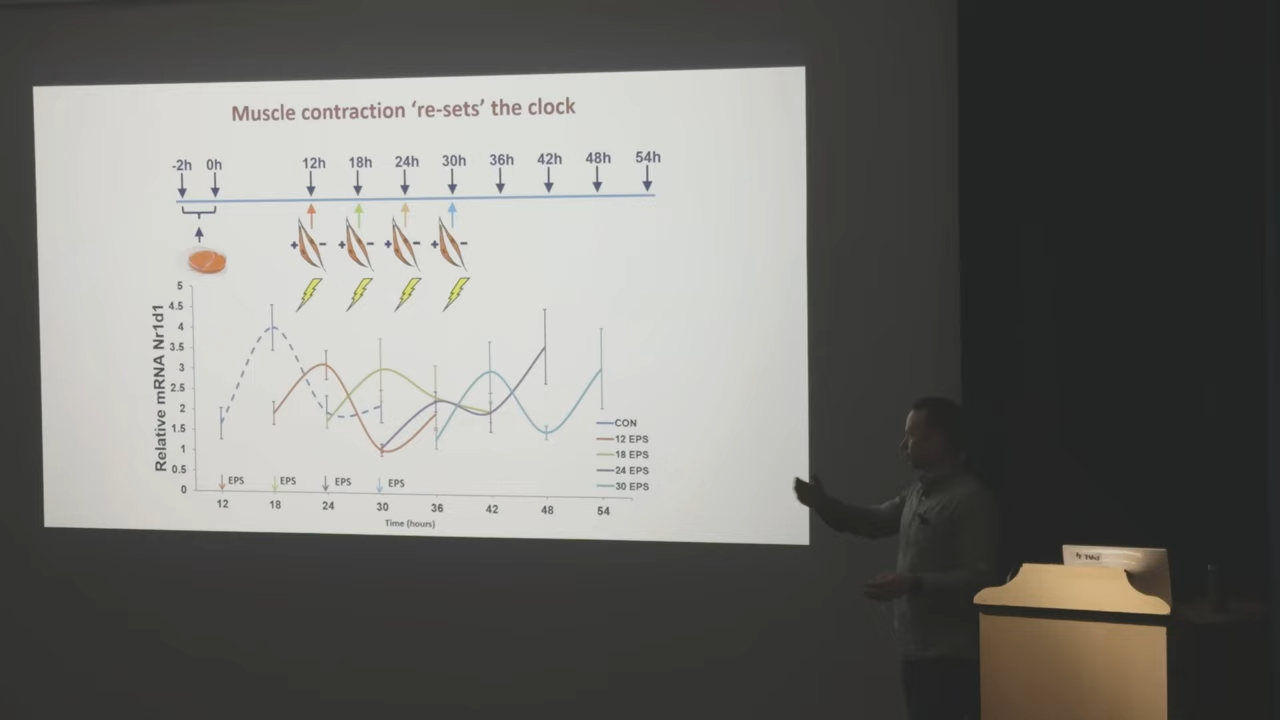 Muscle contraction ‘re-sets’ the clock
-2h 0h 12h 18h 24h 30h 36h 42h 48h 54h
+ - + - + - + -
Relative mRNA Nr1d1
5
4.5
4
3
2.5
2
1.5
1
0.5
0
EPS EPS EPS EPS
12 18 24 30 36 42 48 54
Time (hours)
CON
12 EPS
18 EPS
24 EPS
30 EPS